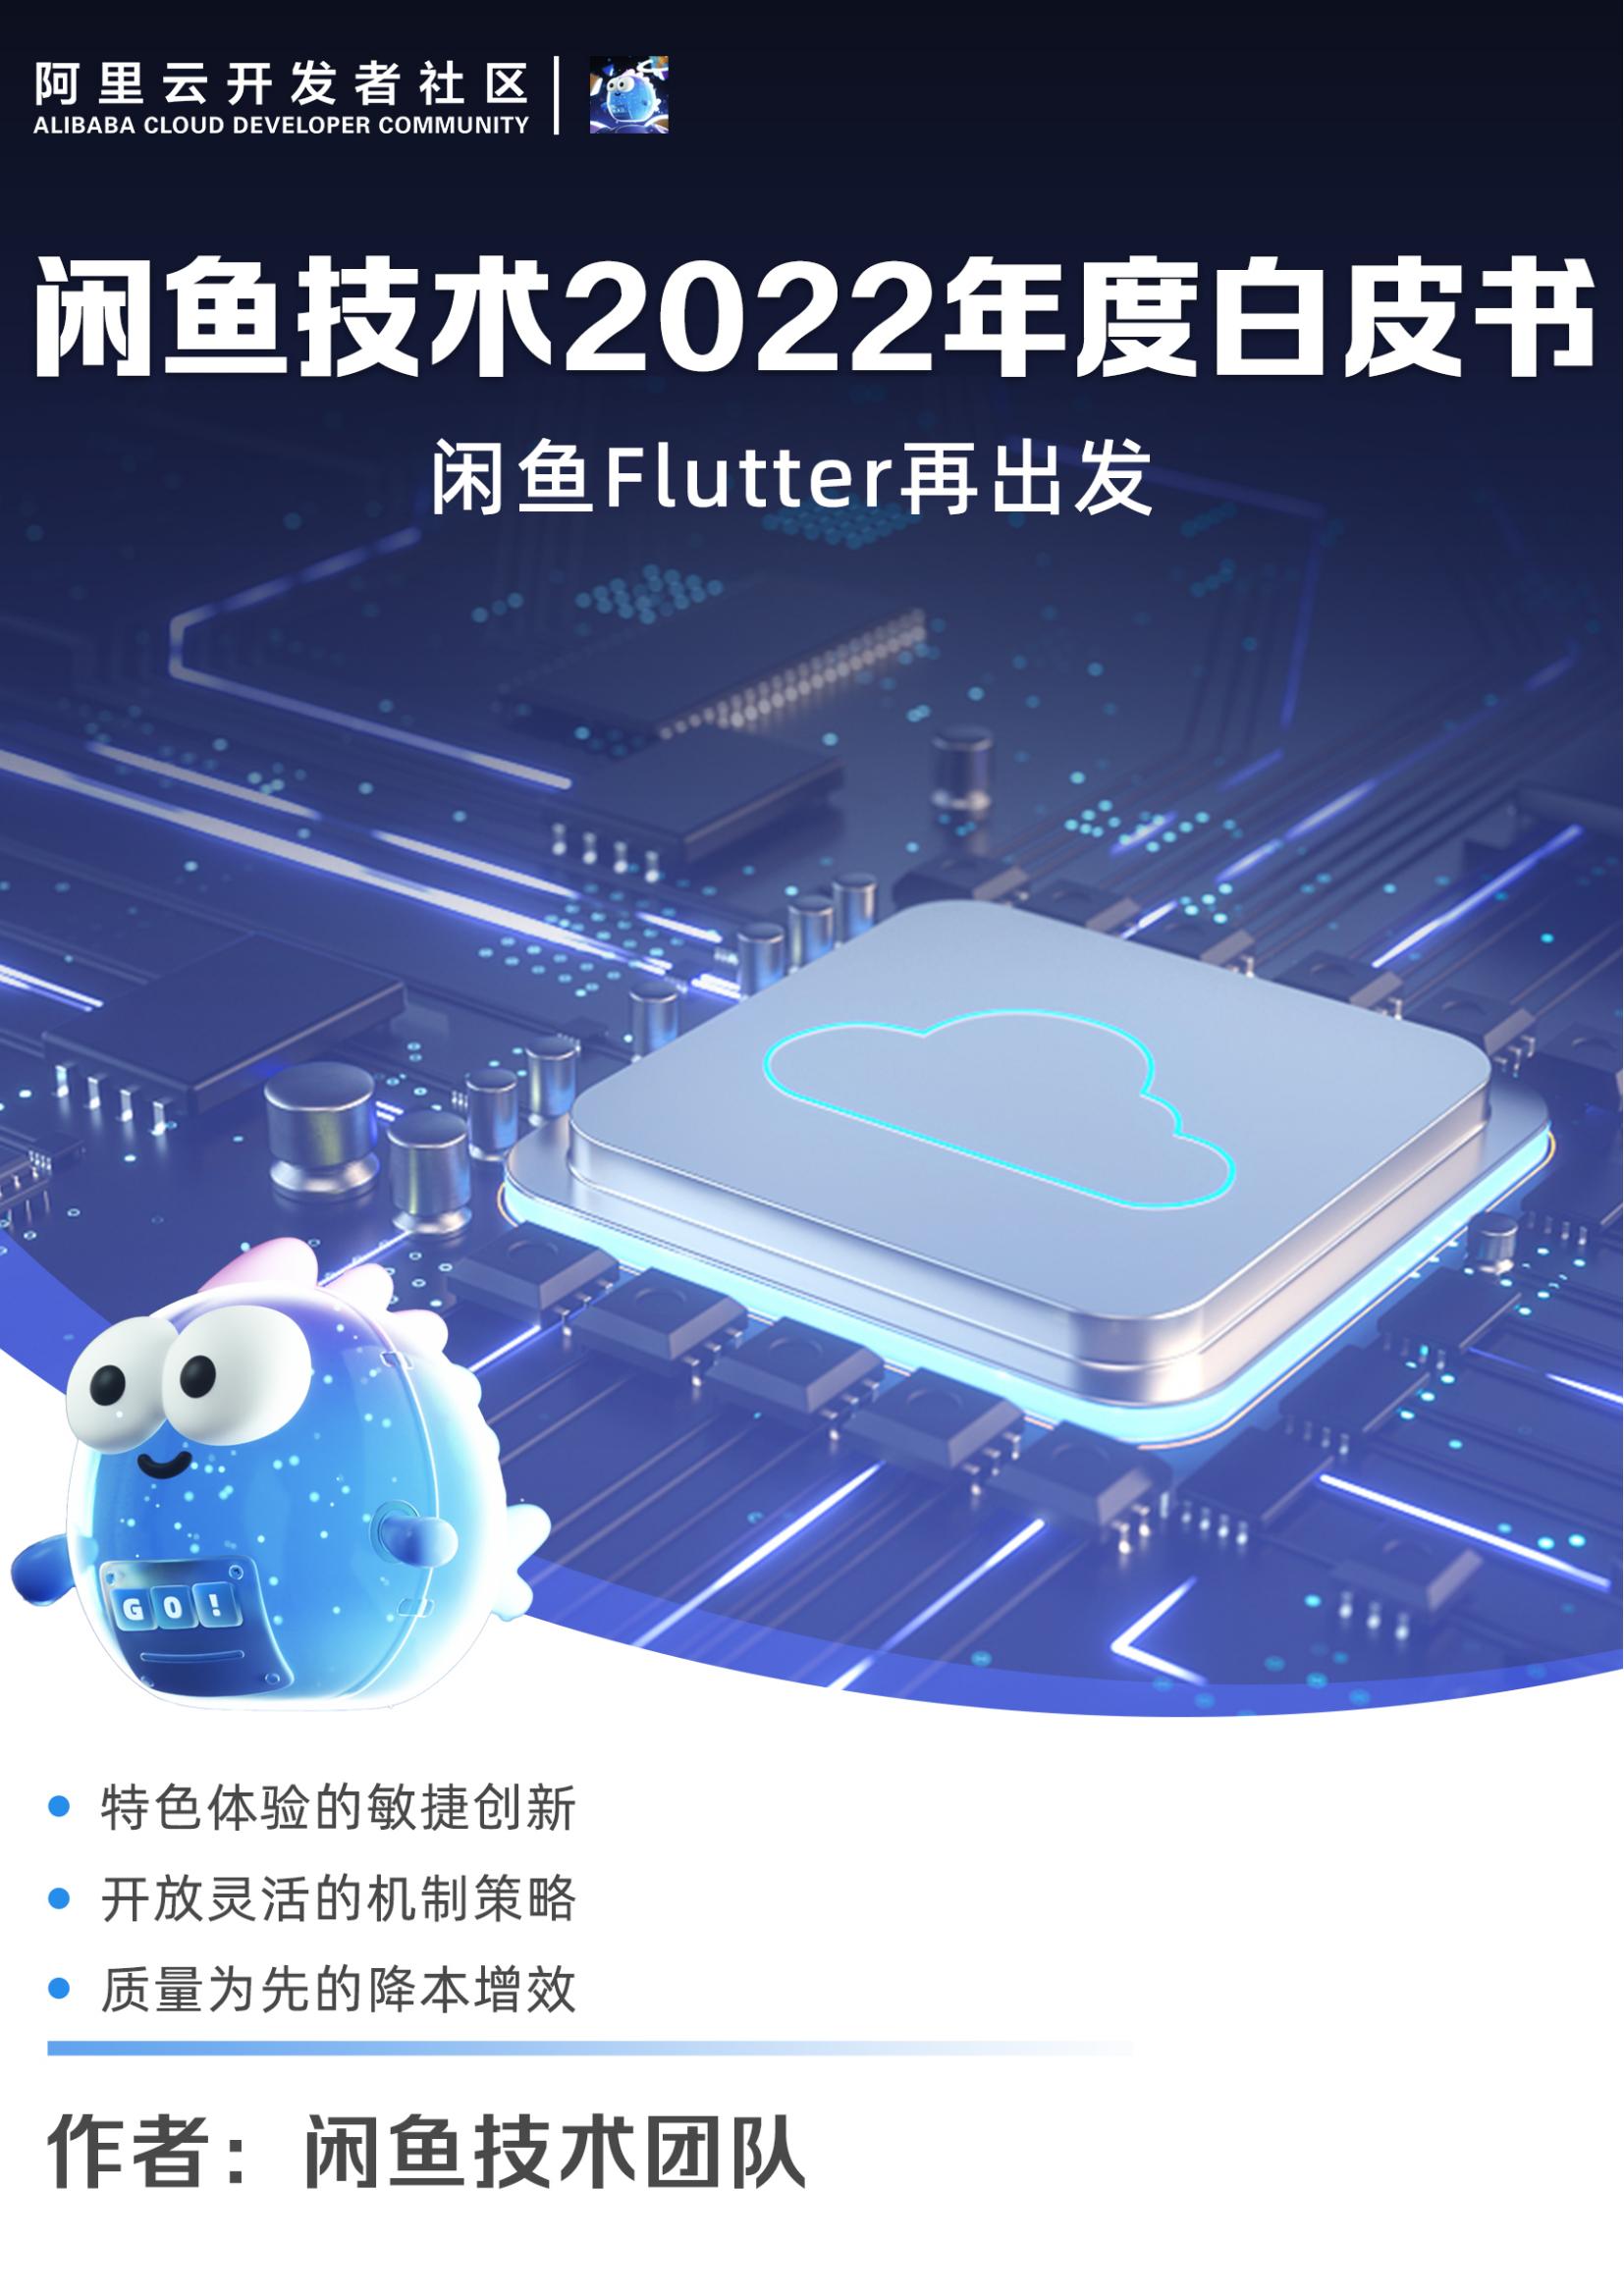 阿里云开发者社区
ALIBABA CLOUD DEVELOPER COMMUNITY
闲鱼技术2022年度白皮书
闲鱼Flutter再出发
GO!
特色体验的敏捷创新
开放灵活的机制策略
质量为先的降本增效
作者：闲鱼技术团队